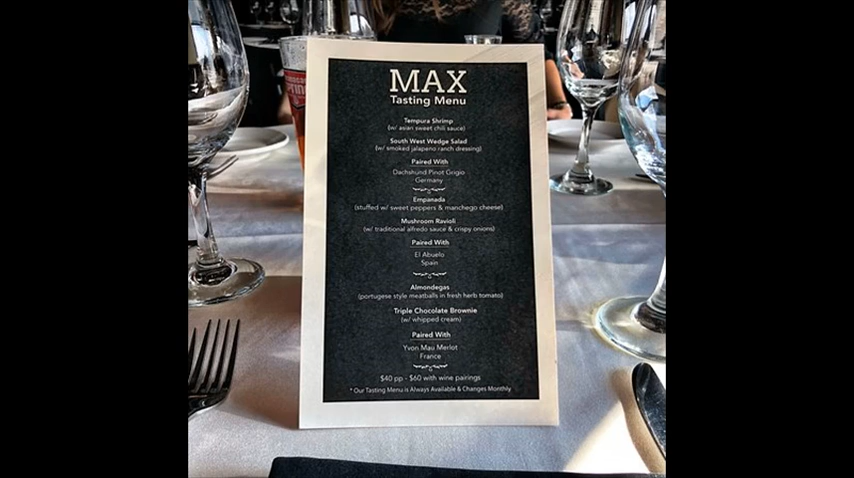 MAX
Tasting Menu
Tempura Shrimp
(w/ asian sweet chili sauce)
South West Wedge Salad
(w/ smoked jalapeno ranch dressing)
Paired With
Dachshund Pinot Grigio
Germany
Empanada
(stuffed w/ sweet peppers & manchego cheese)
Mushroom Ravioli
(w/ traditional alfredo sauce & crispy onions)
Paired With
El Abuelo
Spain
Almondegas
(portugese style meatballs in fresh herb tomato)
Triple Chocolate Brownie
(w/ whipped cream)
Paired With
Yvon Mau Merlot
France
$40 pp - $60 with wine pairings
* Our Tasting Menu is Always Available & Changes Monthly